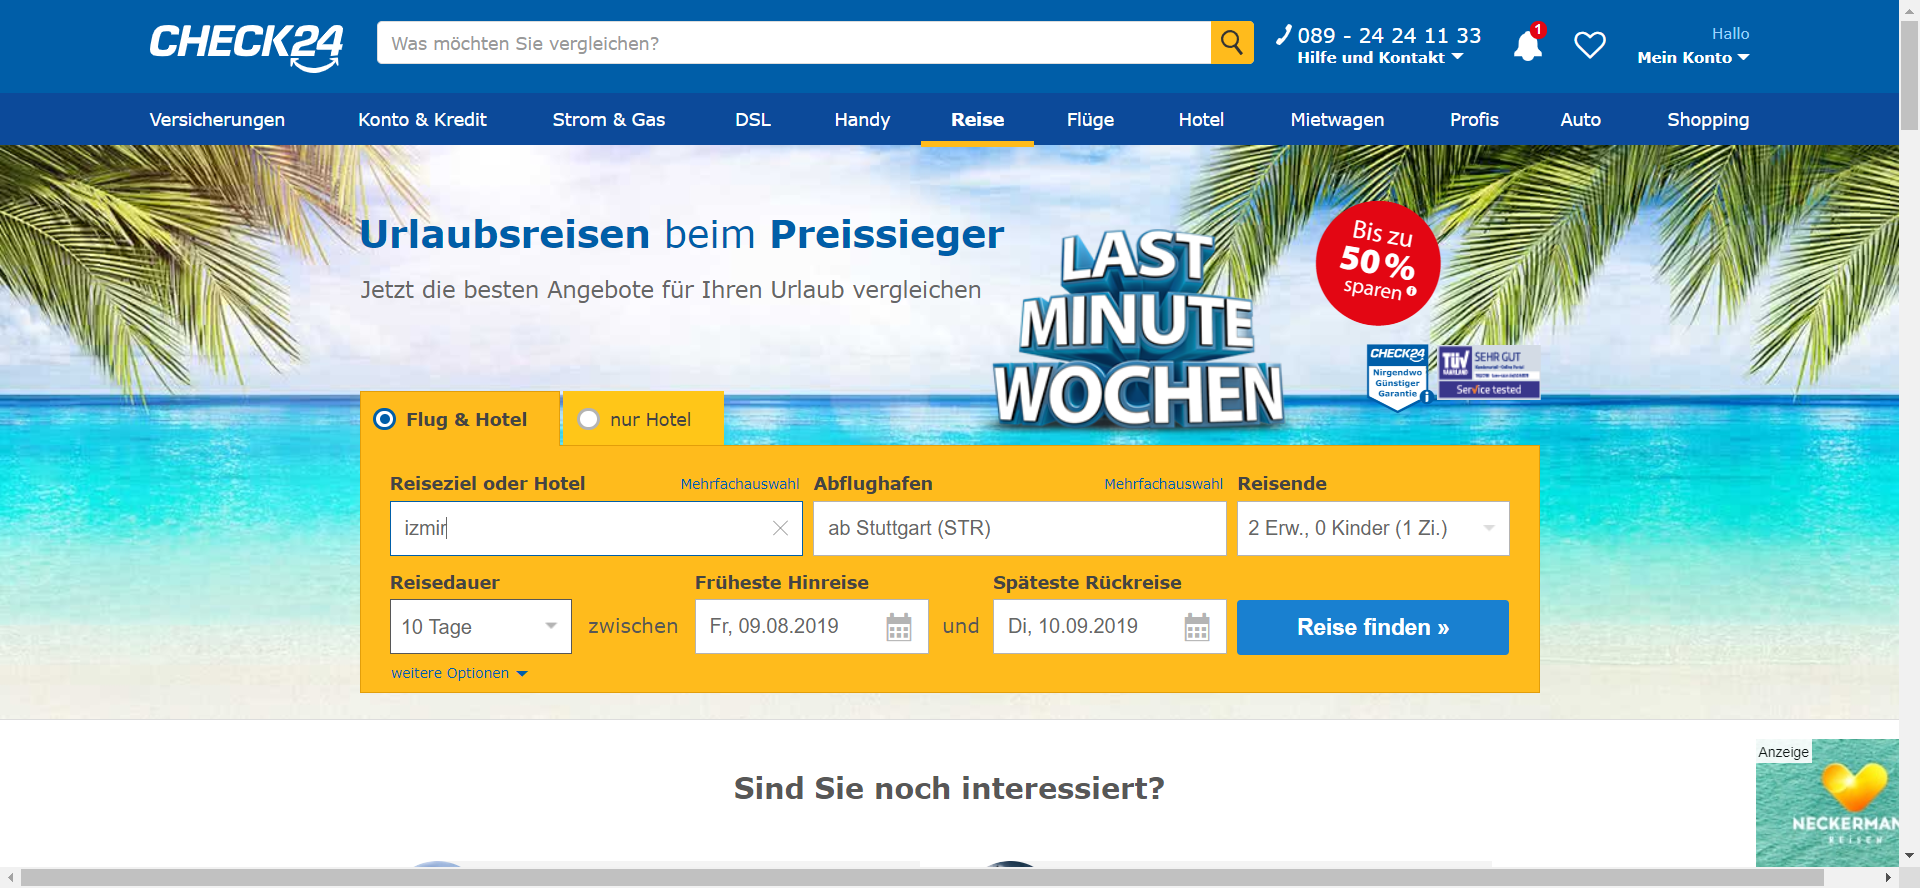 CHECK24
Was möchten Sie vergleichen?
089 - 24 24 11 33
Hilfe und Kontakt
1
Hallo
Mein Konto
Versicherungen Konto & Kredit Strom & Gas DSL Handy Reise Flüge Hotel Mietwagen Profis Auto Shopping
Urlaubsreisen beim Preissieger
Jetzt die besten Angebote für Ihren Urlaub vergleichen
LAST
MINUTE
WOCHEN
Bis zu
50 %
sparen
CHECK24
Nirgendwo
Günstiger
Garantie
TÜV
SEHR GUT
Service tested
Flug & Hotel
nur Hotel
Reiseziel oder Hotel Mehrfachauswahl Abflughafen Mehrfachauswahl Reisende
izmir ab Stuttgart (STR) 2 Erw., 0 Kinder (1 Zi.)
Reisedauer Früheste Hinreise Späteste Rückreise
10 Tage zwischen Fr, 09.08.2019 und Di, 10.09.2019 Reise finden »
weitere Optionen
Sind Sie noch interessiert?
Anzeige
NECKERMAN
REISEN